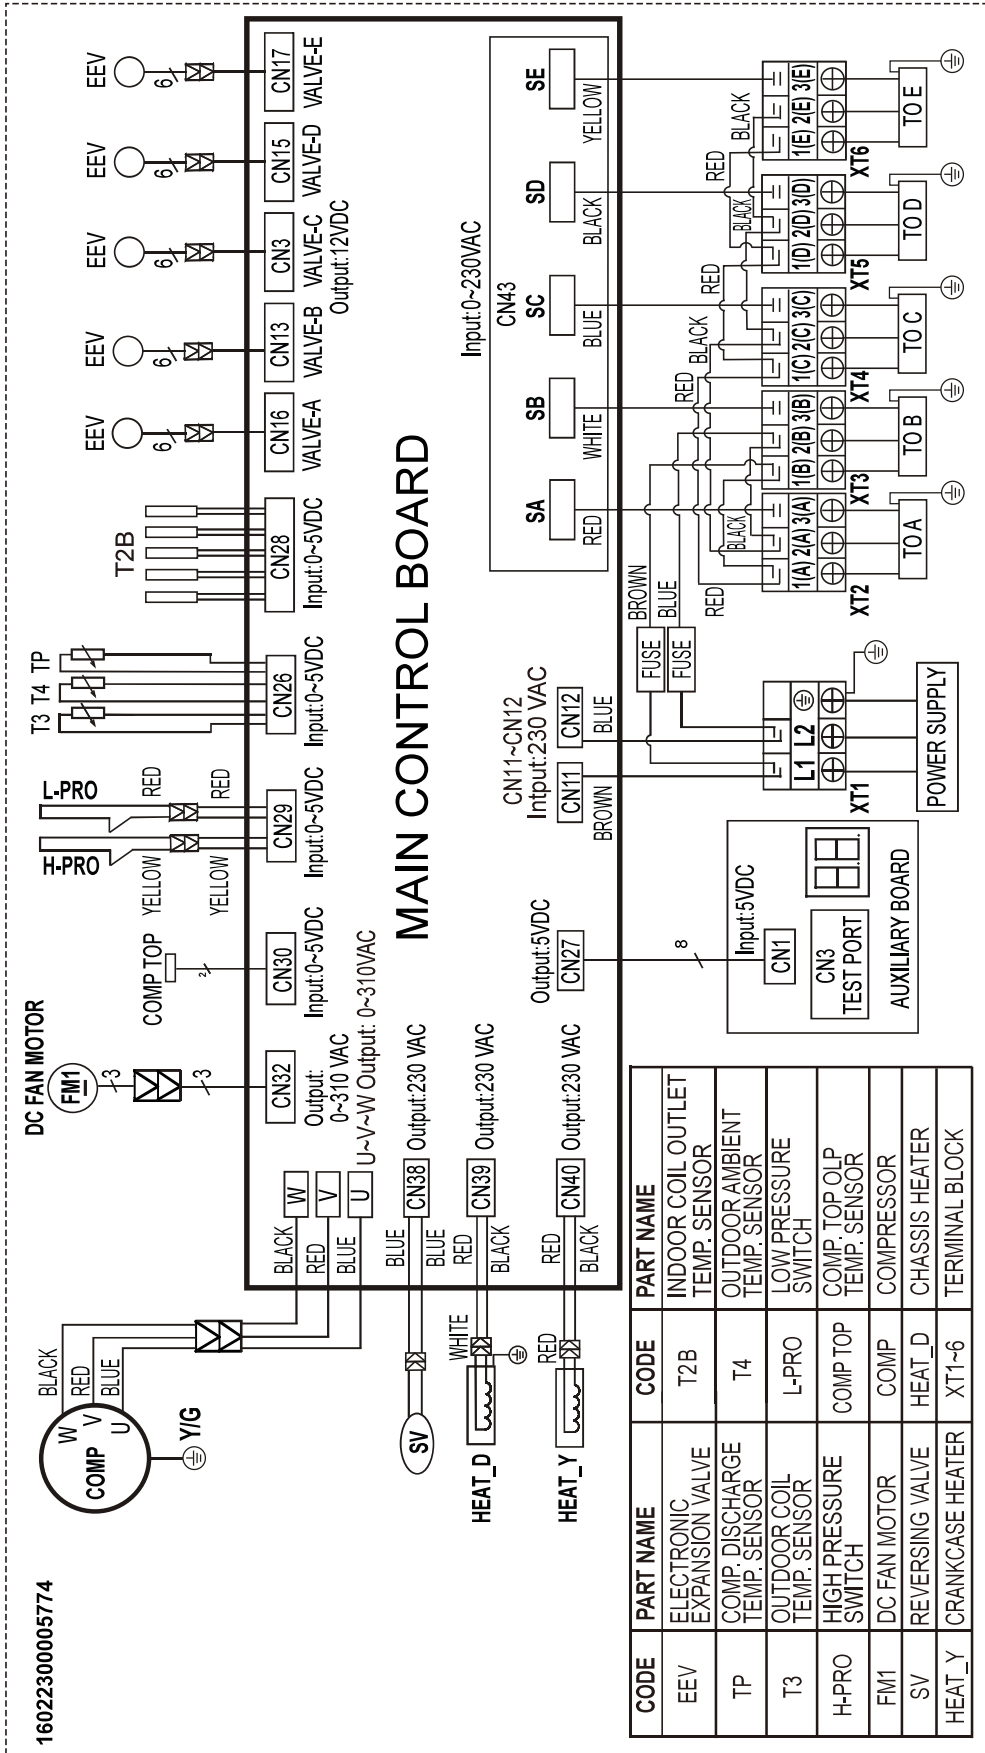 16022300005774
COMP
W
V
U
Y/G
BLACK
RED
BLUE
BLACK
RED
BLUE
W
V
U
U~V~W Output: 0~310VAC
SV
BLUE
BLUE
CN38
Output:230 VAC
HEAT_D
WHITE
RED
BLACK
CN39
Output:230 VAC
HEAT_Y
RED
RED
BLACK
CN40
Output:230 VAC
DC FAN MOTOR
FM1
3
3
CN32
Output:
0~310 VAC
COMP TOP
2
CN30
Input:0~5VDC
H-PRO
L-PRO
YELLOW
RED
YELLOW
RED
CN29
Input:0~5VDC
T3 T4 TP
CN26
Input:0~5VDC
T2B
CN28
Input:0~5VDC
EEV
6
CN16
VALVE-A
EEV
6
CN13
VALVE-B
EEV
6
CN3
VALVE-C
EEV
6
CN15
VALVE-D
EEV
6
CN17
VALVE-E
Output:12VDC
MAIN CONTROL BOARD
Input:0~230VAC
CN43
SA
SB
SC
SD
SE
RED
WHITE
BLUE
BLACK
YELLOW
CN11~CN12
Intput:230 VAC
CN11
CN12
BROWN
BLUE
Output:5VDC
CN27
8
Input:5VDC
CN1
CN3
TEST PORT
AUXILIARY BOARD
BROWN
BLUE
FUSE
FUSE
RED
BLACK
RED
BLACK
RED
BLACK
RED
BLACK
L1 L2
XT1
POWER SUPPLY
1(A) 2(A) 3(A)
XT2
TO A
1(B) 2(B) 3(B)
XT3
TO B
1(C) 2(C) 3(C)
XT4
TO C
1(D) 2(D) 3(D)
XT5
TO D
1(E) 2(E) 3(E)
XT6
TO E
CODE PART NAME CODE PART NAME
EEV ELECTRONIC EXPANSION VALVE T2B INDOOR COIL OUTLET TEMP. SENSOR
TP COMP. DISCHARGE TEMP. SENSOR T4 OUTDOOR AMBIENT TEMP. SENSOR
T3 OUTDOOR COIL TEMP. SENSOR L-PRO LOW PRESSURE SWITCH
H-PRO HIGH PRESSURE SWITCH COMP TOP COMP. TOP OLP TEMP. SENSOR
FM1 DC FAN MOTOR COMP COMPRESSOR
SV REVERSING VALVE HEAT_D CHASSIS HEATER
HEAT_Y CRANKCASE HEATER XT1~6 TERMINAL BLOCK